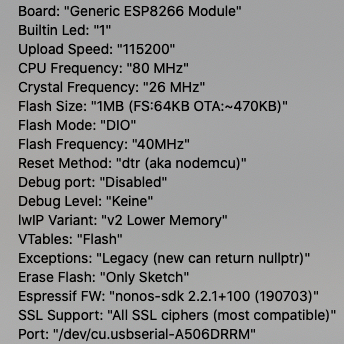 Board: "Generic ESP8266 Module"
Builtin Led: "1"
Upload Speed: "115200"
CPU Frequency: "80 MHz"
Crystal Frequency: "26 MHz"
Flash Size: "1MB (FS:64KB OTA:~470KB)"
Flash Mode: "DIO"
Flash Frequency: "40MHz"
Reset Method: "dtr (aka nodemcu)"
Debug port: "Disabled"
Debug Level: "Keine"
lwIP Variant: "v2 Lower Memory"
VTables: "Flash"
Exceptions: "Legacy (new can return nullptr)"
Erase Flash: "Only Sketch"
Espressif FW: "nonos-sdk 2.2.1+100 (190703)"
SSL Support: "All SSL ciphers (most compatible)"
Port: "/dev/cu.usbserial-A506DRRM"